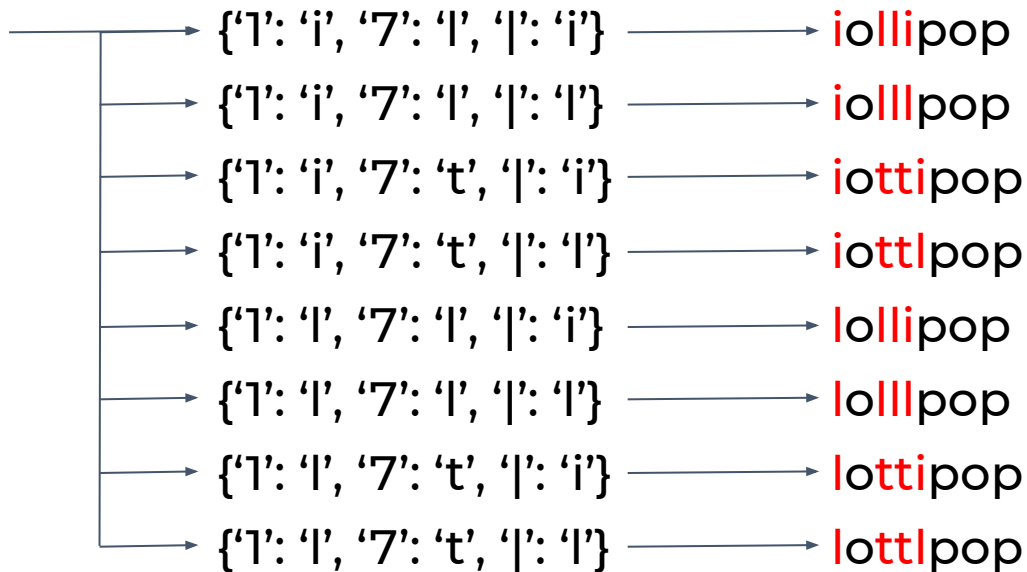 {‘1’: ‘i’, ‘7’: ‘l’, ‘|’: ‘i’} iollipop
{‘1’: ‘i’, ‘7’: ‘l’, ‘|’: ‘l’} iolllpop
{‘1’: ‘i’, ‘7’: ‘t’, ‘|’: ‘i’} iottipop
{‘1’: ‘i’, ‘7’: ‘t’, ‘|’: ‘l’} iottlpop
{‘1’: ‘l’, ‘7’: ‘l’, ‘|’: ‘i’} lollipop
{‘1’: ‘l’, ‘7’: ‘l’, ‘|’: ‘l’} lolllpop
{‘1’: ‘l’, ‘7’: ‘t’, ‘|’: ‘i’} lottipop
{‘1’: ‘l’, ‘7’: ‘t’, ‘|’: ‘l’} lottlpop